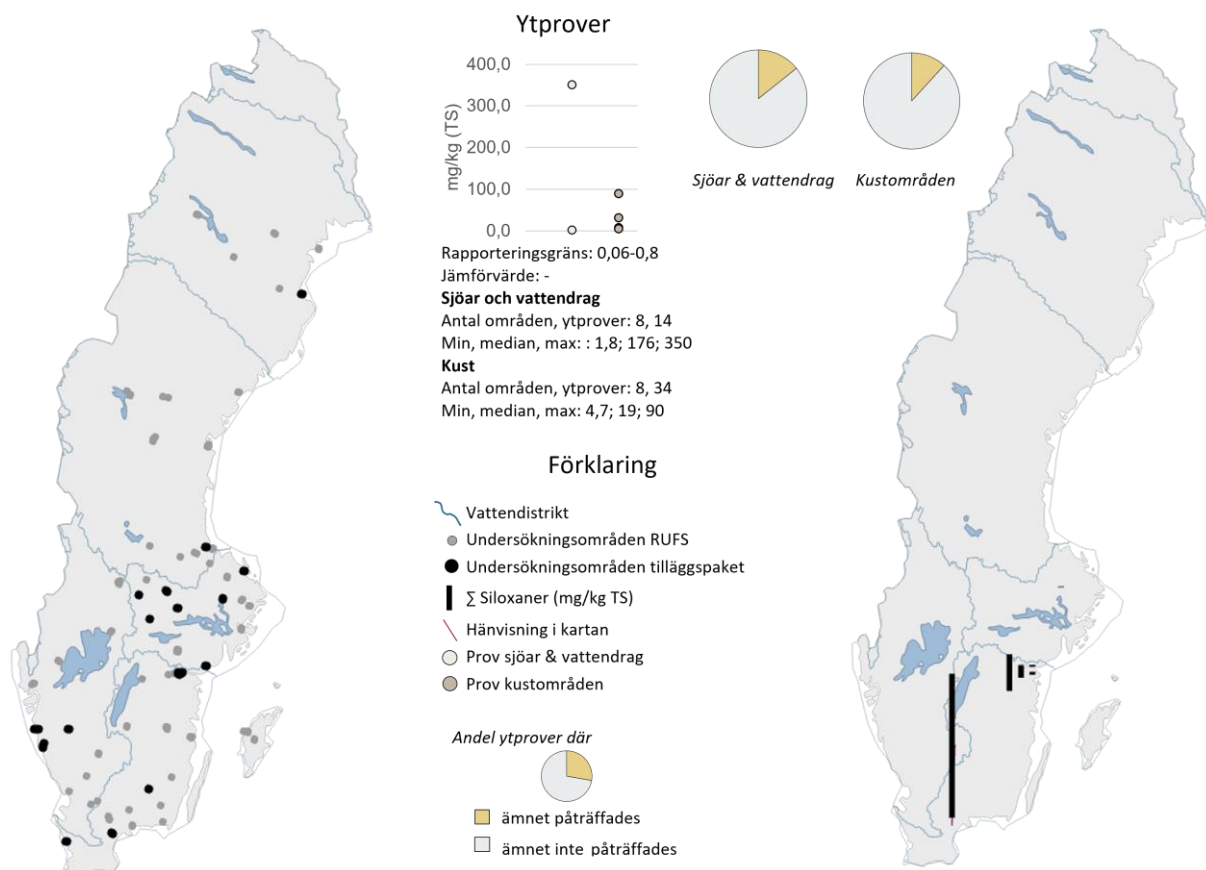 Ytprover
400,0
300,0
200,0
100,0
0,0
mg/kg (TS)
Sjöar & vattendrag
Kustområden
Rapporteringsgräns: 0,06-0,8
Jämförvärde: -
Sjöar och vattendrag
Antal områden, ytprover: 8, 14
Min, median, max: : 1,8; 176; 350
Kust
Antal områden, ytprover: 8, 34
Min, median, max: 4,7; 19; 90
Förklaring
Vattendistrikt
Undersökningsområden RUFS
Undersökningsområden tilläggspaket
∑ Siloxaner (mg/kg TS)
Hänvisning i kartan
Prov sjöar & vattendrag
Prov kustområden
Andel ytprover där
ämnet påträffades
ämnet inte påträffades